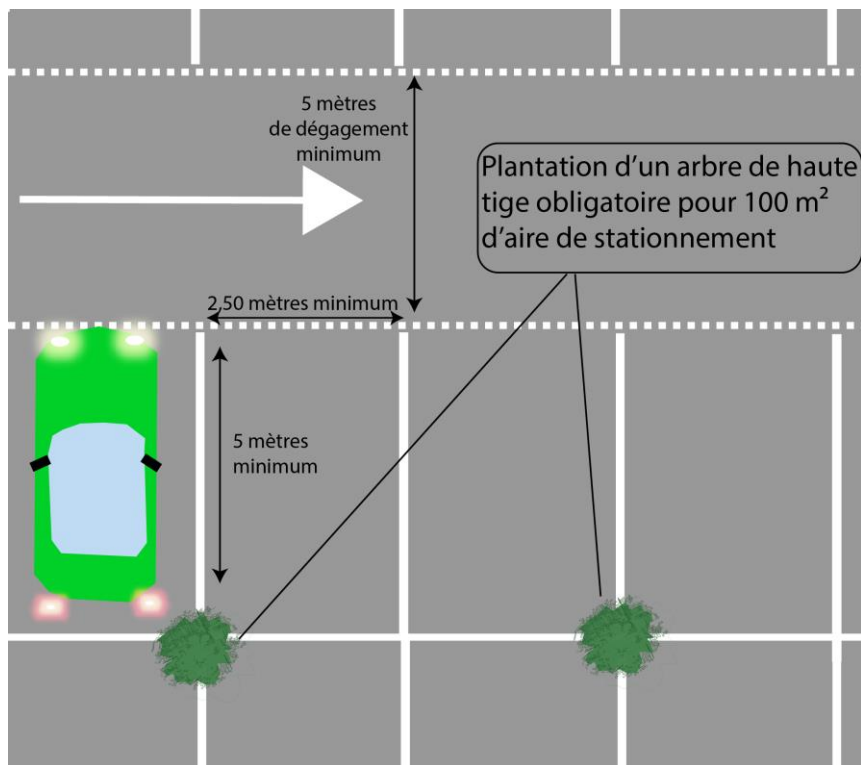 5 mètres
de dégagement
minimum
Plantation d'un arbre de haute
tige obligatoire pour 100 m²
d'aire de stationnement
2,50 mètres minimum
5 mètres
minimum